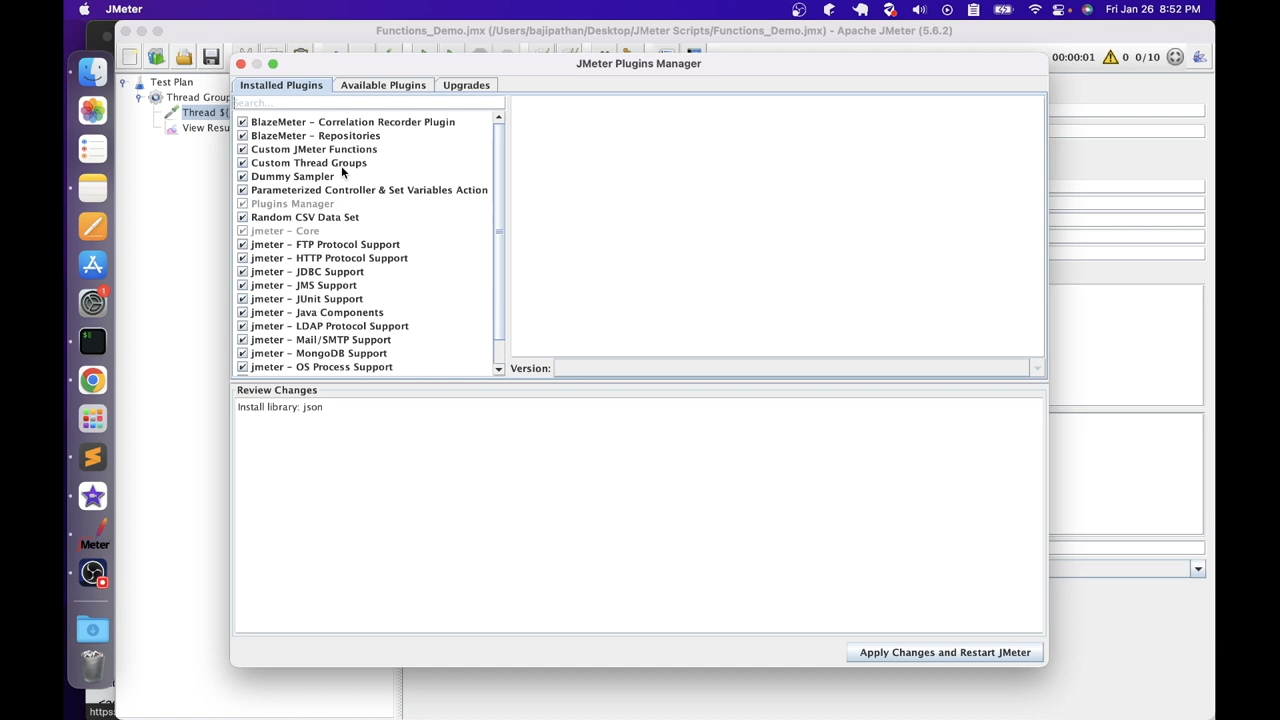 JMeter
Fri Jan 26 8:52 PM
Functions_Demo.jmx (/Users/bajipathan/Desktop/JMeter Scripts/Functions_Demo.jmx) - Apache JMeter (5.6.2)
00:00:01 0 0/10
JMeter Plugins Manager
Test Plan
Thread Group
Thread ${
View Resu
Installed Plugins
Available Plugins
Upgrades
Search...
BlazeMeter - Correlation Recorder Plugin
BlazeMeter - Repositories
Custom JMeter Functions
Custom Thread Groups
Dummy Sampler
Parameterized Controller & Set Variables Action
Plugins Manager
Random CSV Data Set
jmeter - Core
jmeter - FTP Protocol Support
jmeter - HTTP Protocol Support
jmeter - JDBC Support
jmeter - JMS Support
jmeter - JUnit Support
jmeter - Java Components
jmeter - LDAP Protocol Support
jmeter - Mail/SMTP Support
jmeter - MongoDB Support
jmeter - OS Process Support
Version:
Review Changes
Install library: json
Apply Changes and Restart JMeter
1
Meter
https: